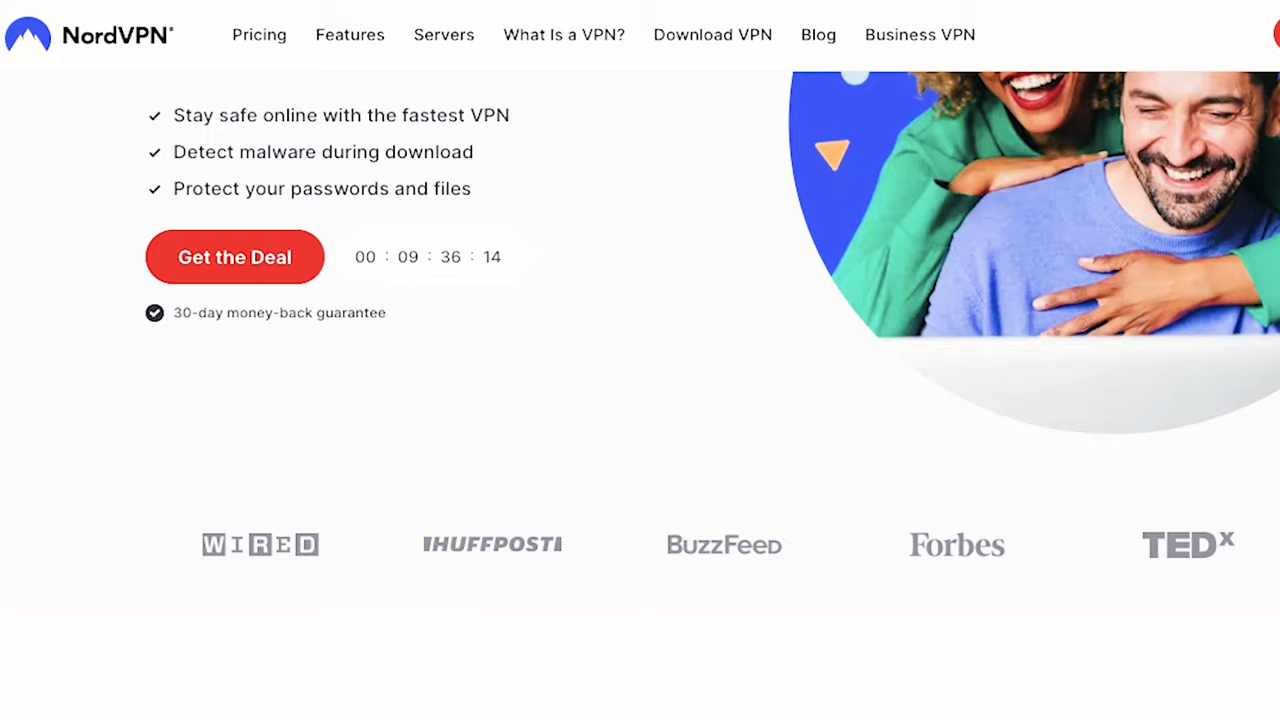 NordVPN® Pricing Features Servers What Is a VPN? Download VPN Blog Business VPN
Stay safe online with the fastest VPN
Detect malware during download
Protect your passwords and files
Get the Deal 00 : 09 : 36 : 14
30-day money-back guarantee
WIRED IHUFFPOSTI BuzzFeed Forbes TEDx